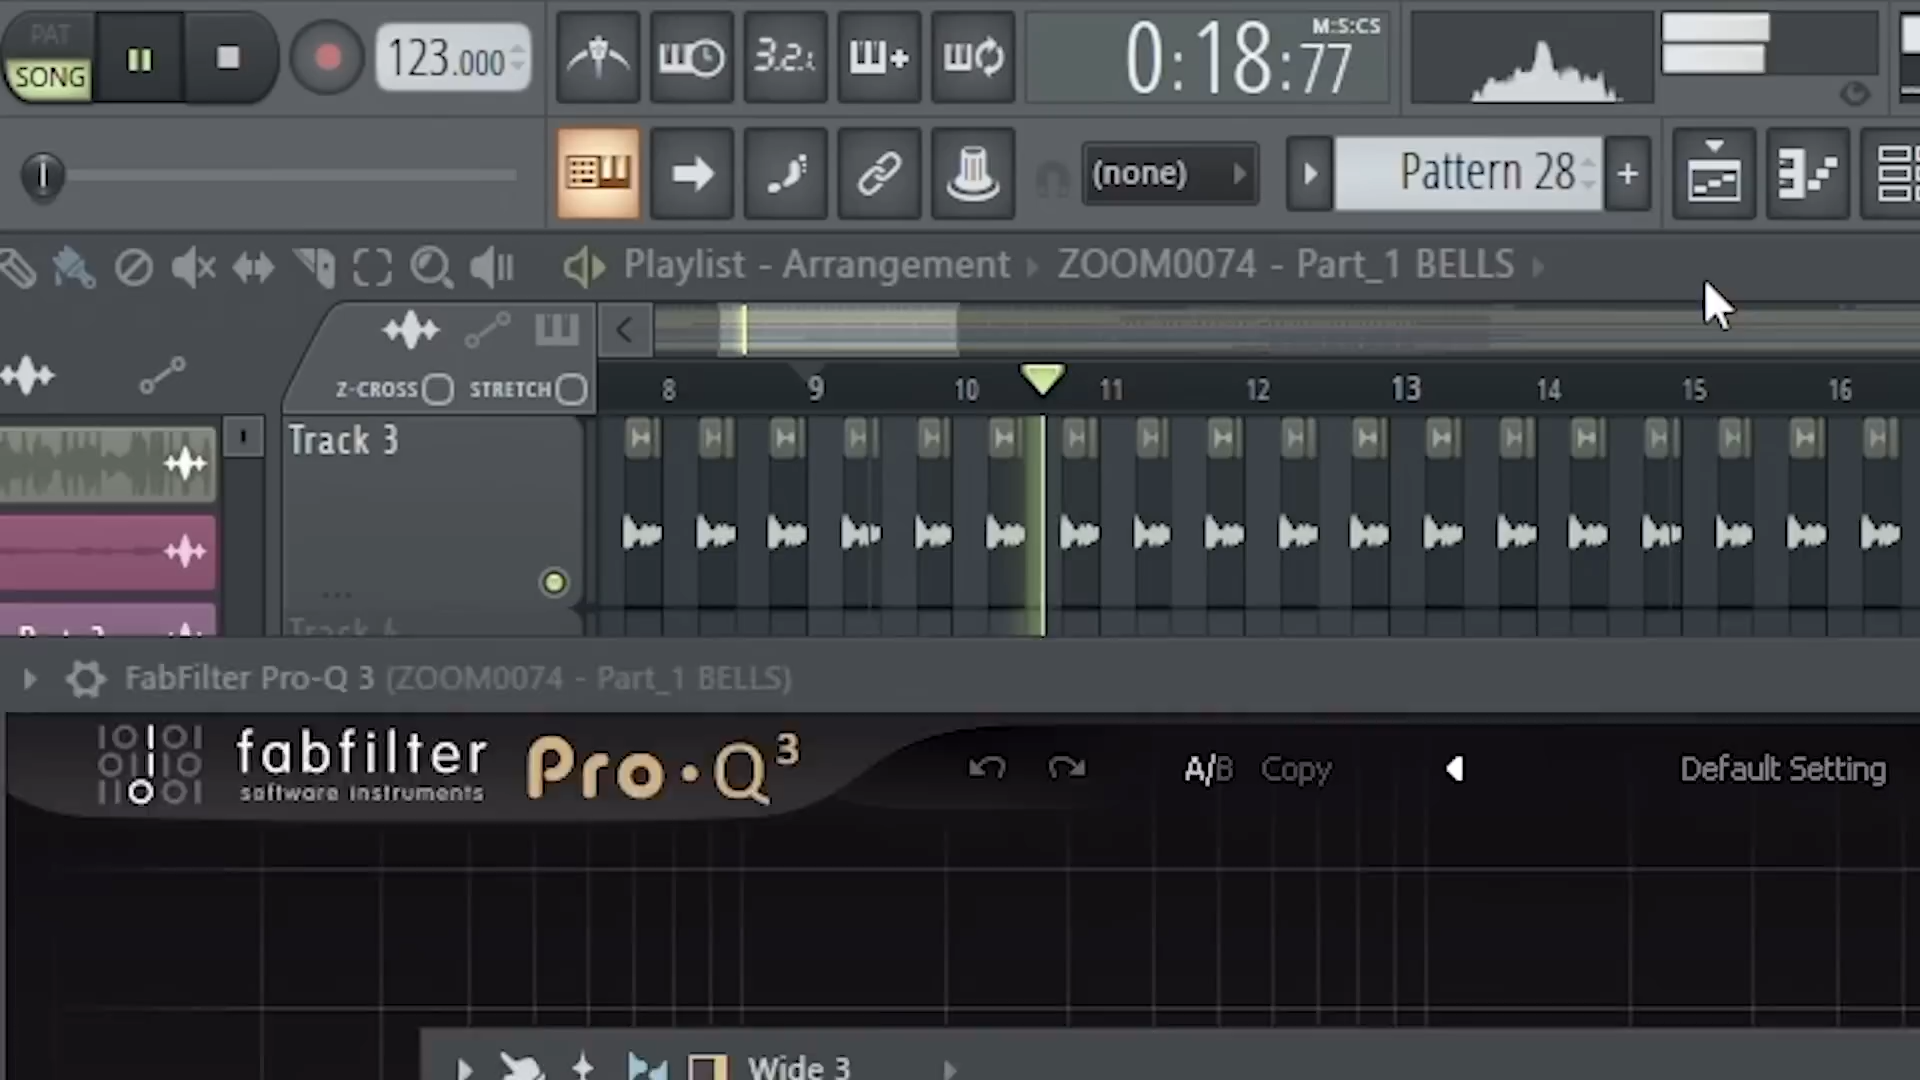 PAT
SONG
123.000
3.2.
0:18:77
M:S:CS
(none)
Pattern 28
+
Playlist - Arrangement
ZOOM0074 - Part_1 BELLS
Z-CROSS
STRETCH
8 9 10 11 12 13 14 15 16
Track 3
FabFilter Pro-Q 3 (ZOOM0074 - Part_1 BELLS)
fabfilter
software instruments
Pro·Q3
A/B
Copy
Default Setting
Wide 3